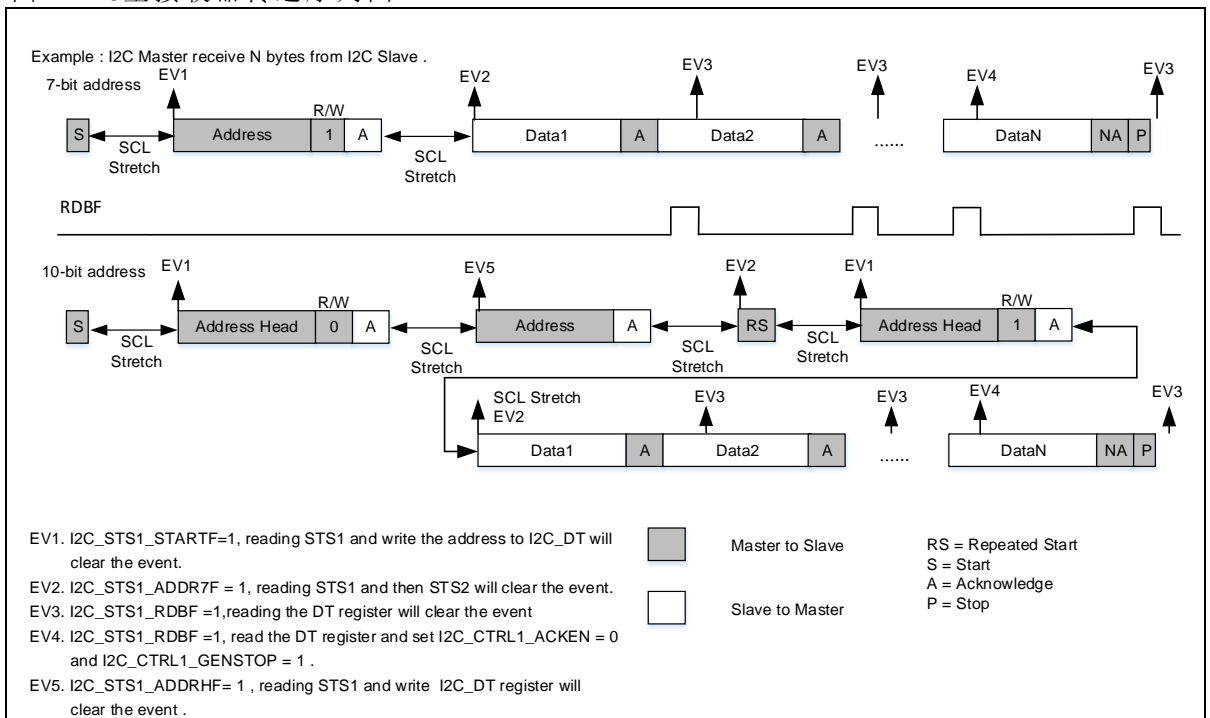 Example : I2C Master receive N bytes from I2C Slave .
7-bit address
EV1
EV2
EV3
EV3
EV4
EV3
R/W
S
Address
1
A
Data1
A
Data2
A
......
DataN
NA
P
SCL
Stretch
SCL
Stretch
RDBF
10-bit address
EV1
EV5
EV2
EV1
R/W
R/W
S
Address Head
0
A
Address
A
RS
Address Head
1
A
SCL
Stretch
SCL
Stretch
SCL
Stretch
SCL
Stretch
SCL Stretch
EV2
EV3
EV3
EV4
EV3
Data1
A
Data2
A
......
DataN
NA
P
EV1. I2C_STS1_STARTF=1, reading STS1 and write the address to I2C_DT will
clear the event.
EV2. I2C_STS1_ADDR7F = 1, reading STS1 and then STS2 will clear the event.
EV3. I2C_STS1_RDBF =1,reading the DT register will clear the event
EV4. I2C_STS1_RDBF =1, read the DT register and set I2C_CTRL1_ACKEN = 0
and I2C_CTRL1_GENSTOP = 1 .
EV5. I2C_STS1_ADDRHF= 1 , reading STS1 and write I2C_DT register will
clear the event .
Master to Slave
Slave to Master
RS = Repeated Start
S = Start
A = Acknowledge
P = Stop